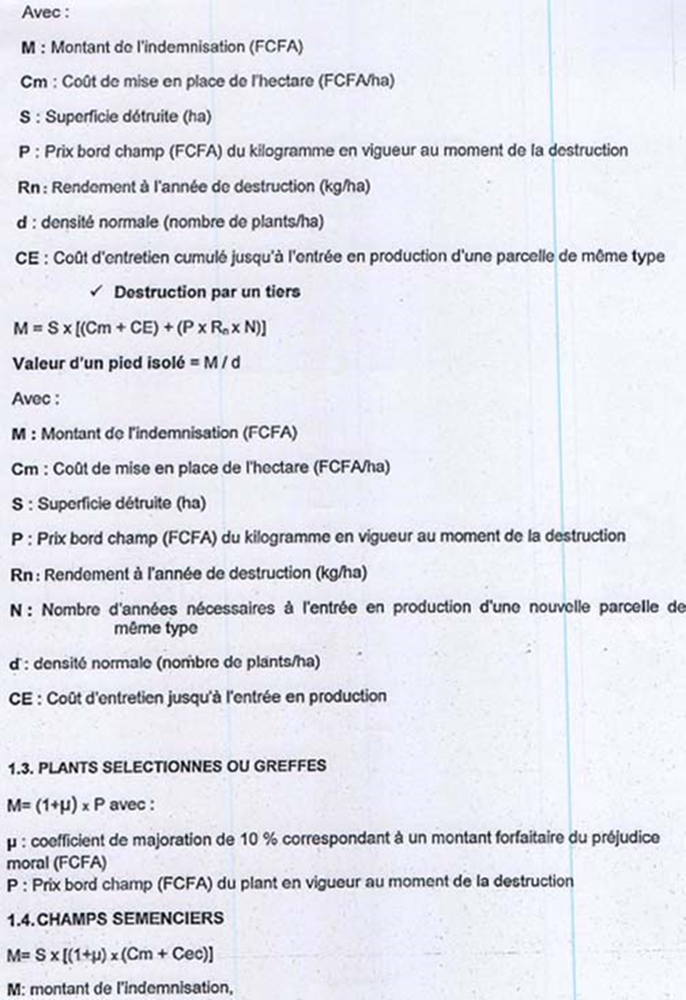 Avec :
M : Montant de l'indemnisation (FCFA)
Cm : Coût de mise en place de l'hectare (FCFA/ha)
S : Superficie détruite (ha)
P : Prix bord champ (FCFA) du kilogramme en vigueur au moment de la destruction
Rn : Rendement à l'année de destruction (kg/ha)
d : densité normale (nombre de plants/ha)
CE : Coût d'entretien cumulé jusqu'à l'entrée en production d'une parcelle de même type
✓ Destruction par un tiers
M = S x [(Cm + CE) + (P x Rₙ x N)]
Valeur d'un pied isolé = M / d
Avec :
M : Montant de l'indemnisation (FCFA)
Cm : Coût de mise en place de l'hectare (FCFA/ha)
S : Superficie détruite (ha)
P : Prix bord champ (FCFA) du kilogramme en vigueur au moment de la destruction
Rn : Rendement à l'année de destruction (kg/ha)
N : Nombre d'années nécessaires à l'entrée en production d'une nouvelle parcelle de
même type
d : densité normale (nombre de plants/ha)
CE : Coût d'entretien jusqu'à l'entrée en production
1.3. PLANTS SELECTIONNES OU GREFFES
M= (1+µ) x P avec :
µ : coefficient de majoration de 10 % correspondant à un montant forfaitaire du préjudice
moral (FCFA)
P : Prix bord champ (FCFA) du plant en vigueur au moment de la destruction
1.4. CHAMPS SEMENCIERS
M= S x [(1+µ) x (Cm + Cec)]
M: montant de l'indemnisation,